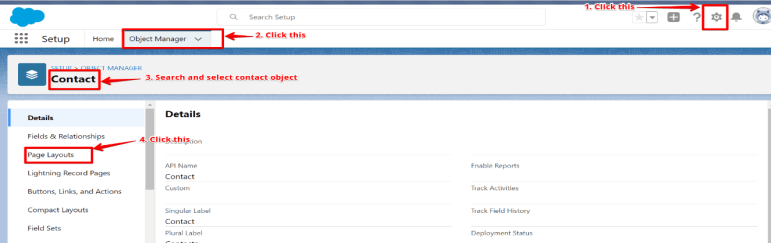 1. Click this
Search Setup
Setup
Home
Object Manager
2. Click this
SETUP > OBJECT MANAGER
Contact
3. Search and select contact object
Details
Fields & Relationships
4. Click this
Page Layouts
Lightning Record Pages
Buttons, Links, and Actions
Compact Layouts
Field Sets
Details
Description
API Name
Contact
Custom
Singular Label
Contact
Plural Label
Contacts
Enable Reports
Track Activities
Track Field History
Deployment Status